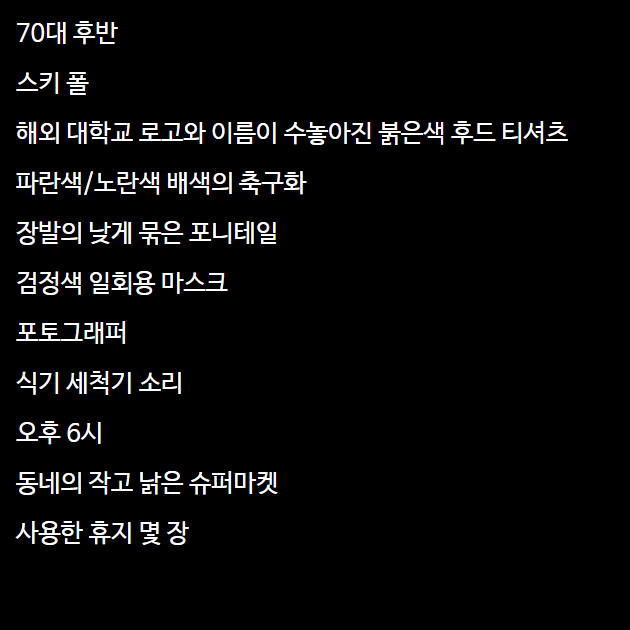 70대 후반
스키 폴
해외 대학교 로고와 이름이 수놓아진 붉은색 후드 티셔츠
파란색/노란색 배색의 축구화
장발의 낮게 묶은 포니테일
검정색 일회용 마스크
포토그래퍼
식기 세척기 소리
오후 6시
동네의 작고 낡은 슈퍼마켓
사용한 휴지 몇 장